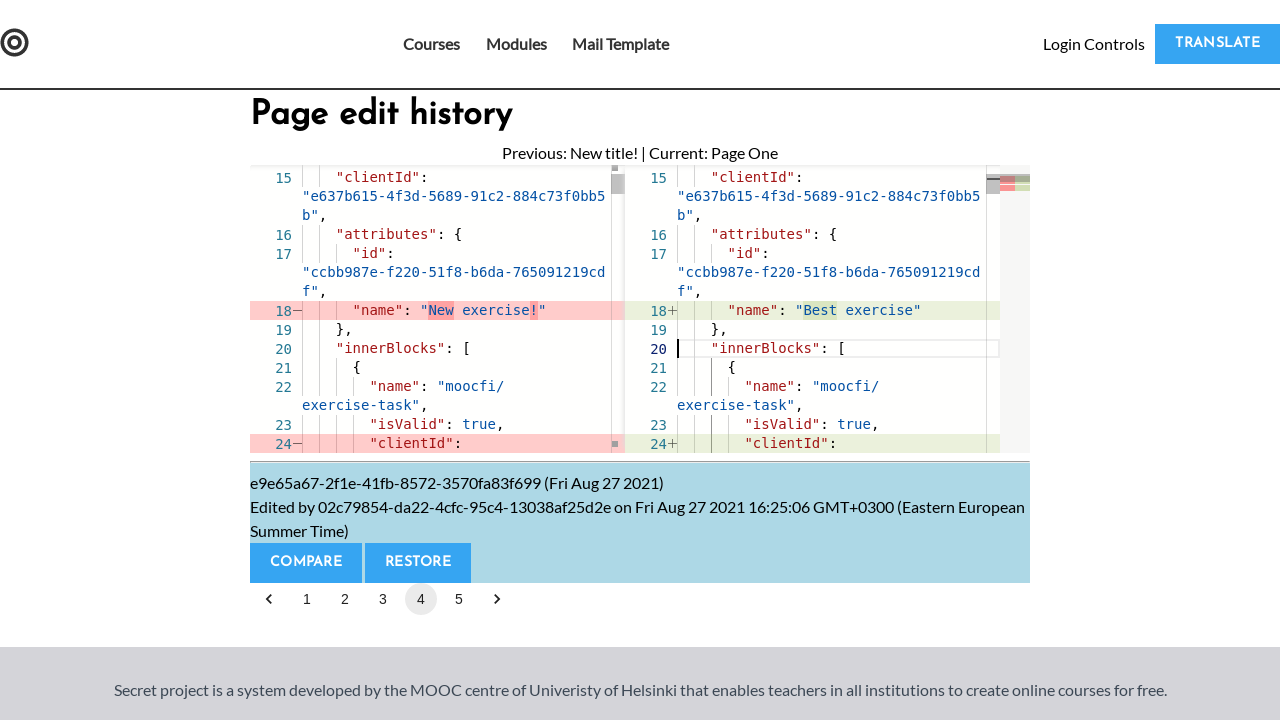 Courses Modules Mail Template Login Controls TRANSLATE
Page edit history
Previous: New title! | Current: Page One
15 "clientId":
"e637b615-4f3d-5689-91c2-884c73f0bb5
b",
16 "attributes": {
17 "id":
"ccbb987e-f220-51f8-b6da-765091219cd
f",
18 "name": "New exercise!"
19 },
20 "innerBlocks": [
21 {
22 "name": "moocfi/
exercise-task",
23 "isValid": true,
24 "clientId":
15 "clientId":
"e637b615-4f3d-5689-91c2-884c73f0bb5
b",
16 "attributes": {
17 "id":
"ccbb987e-f220-51f8-b6da-765091219cd
f",
18 "name": "Best exercise"
19 },
20 "innerBlocks": [
21 {
22 "name": "moocfi/
exercise-task",
23 "isValid": true,
24 "clientId":
e9e65a67-2f1e-41fb-8572-3570fa83f699 (Fri Aug 27 2021)
Edited by 02c79854-da22-4cfc-95c4-13038af25d2e on Fri Aug 27 2021 16:25:06 GMT+0300 (Eastern European
Summer Time)
COMPARE RESTORE
1 2 3 4 5
Secret project is a system developed by the MOOC centre of Univeristy of Helsinki that enables teachers in all institutions to create online courses for free.